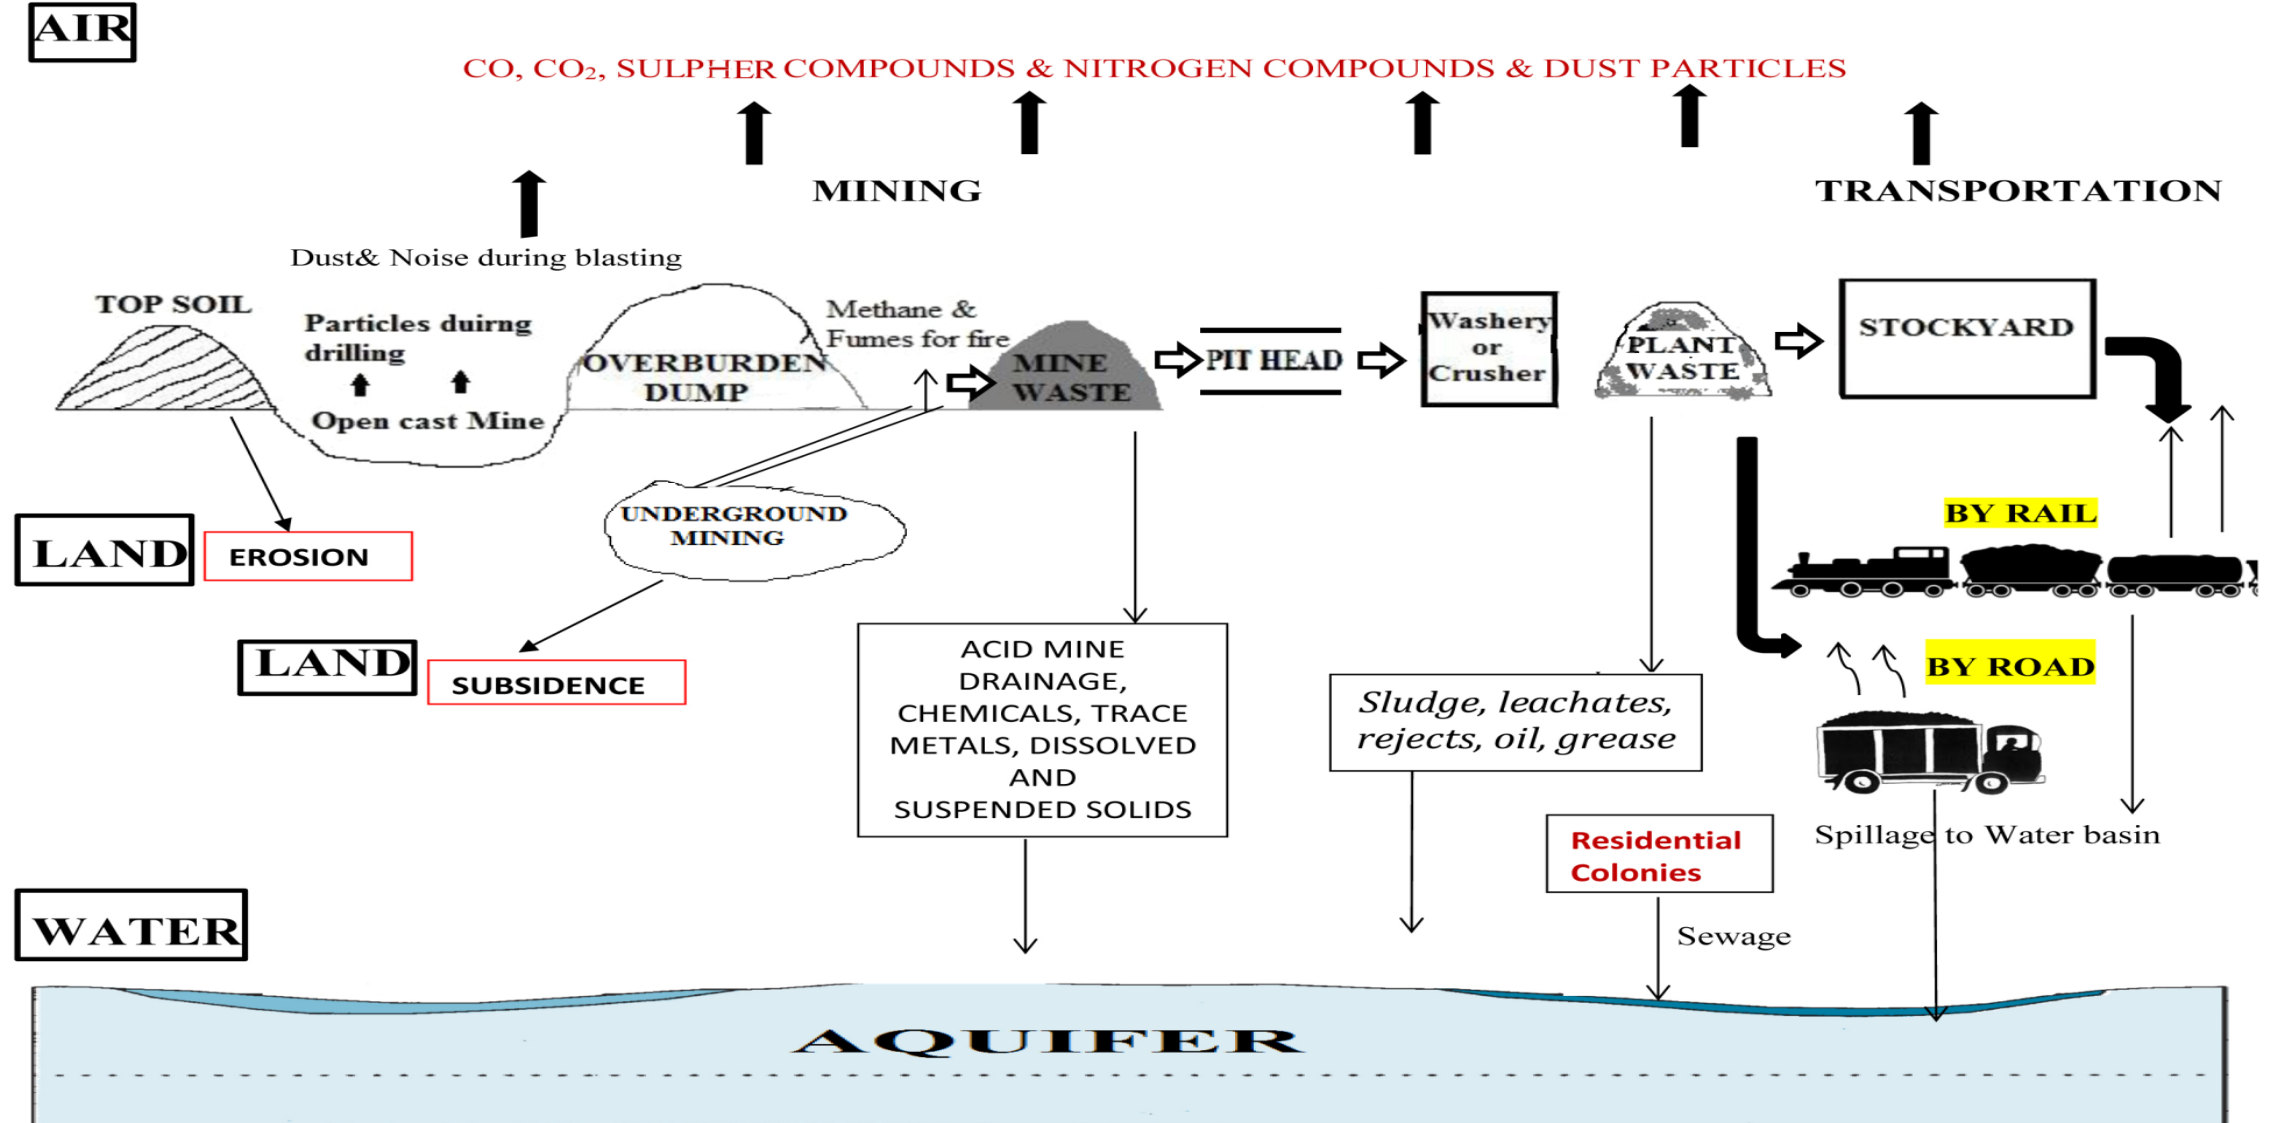 AIR
CO, CO₂, SULPHER COMPOUNDS & NITROGEN COMPOUNDS & DUST PARTICLES
MINING
TRANSPORTATION
Dust& Noise during blasting
TOP SOIL
Particles duirng
drilling
Open cast Mine
OVERBURDEN
DUMP
Methane &
Fumes for fire
MINE
WASTE
PIT HEAD
Washery
or
Crusher
PLANT
WASTE
STOCKYARD
LAND
EROSION
UNDERGROUND
MINING
BY RAIL
LAND
SUBSIDENCE
ACID MINE
DRAINAGE,
CHEMICALS, TRACE
METALS, DISSOLVED
AND
SUSPENDED SOLIDS
Sludge, leachates,
rejects, oil, grease
BY ROAD
Residential
Colonies
Spillage to Water basin
Sewage
WATER
AQUIFER